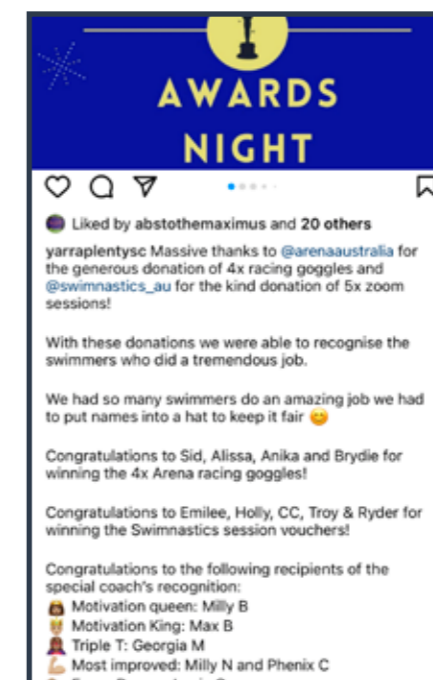 AWARDS
NIGHT
Liked by abstothemaximus and 20 others
yarraplentysc Massive thanks to @arenaaustralia for
the generous donation of 4x racing goggles and
@swimnastics_au for the kind donation of 5x zoom
sessions!
With these donations we were able to recognise the
swimmers who did a tremendous job.
We had so many swimmers do an amazing job we had
to put names into a hat to keep it fair 😊
Congratulations to Sid, Alissa, Anika and Brydie for
winning the 4x Arena racing goggles!
Congratulations to Emilee, Holly, CC, Troy & Ryder for
winning the Swimnastics session vouchers!
Congratulations to the following recipients of the
special coach's recognition:
👸 Motivation queen: Milly B
🤴 Motivation King: Max B
Triple T: Georgia M
💪 Most improved: Milly N and Phenix C